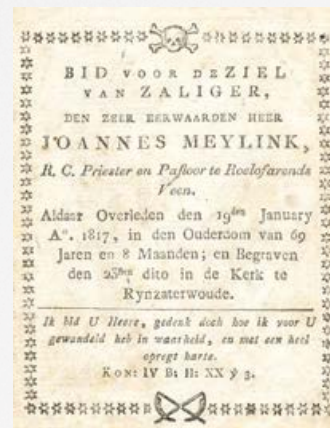 BID VOOR DE ZIEL
VAN ZALIGER,
DEN ZEER EERWAARDEN HEER
JOANNES MEYLINK,
R. C. Priester en Pastoor te Roelofarends
Veen.
Aldaar Overleden den 19den January
Ao. 1817, in den Ouderdom van 69
Jaren en 8 Maanden; en Begraven
den 23sten dito in de Kerk te
Rynzaterwoude.
Ik bid U Heere, gedenk doch hoe ik voor U
gewandeld heb in waarheid, en met een heel
opregt harte.
KON: IV B: H: XX ỳ 3.